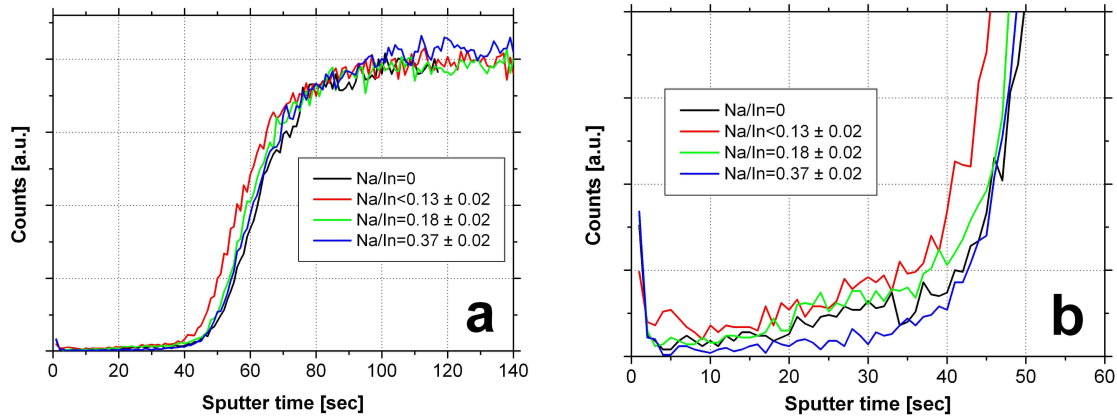 Counts [a.u.]
Na/In=0
Na/In<0.13 ± 0.02
Na/In=0.18 ± 0.02
Na/In=0.37 ± 0.02
a
0 20 40 60 80 100 120 140
Sputter time [sec]
Counts [a.u.]
Na/In=0
Na/In<0.13 ± 0.02
Na/In=0.18 ± 0.02
Na/In=0.37 ± 0.02
b
0 10 20 30 40 50 60
Sputter time [sec]